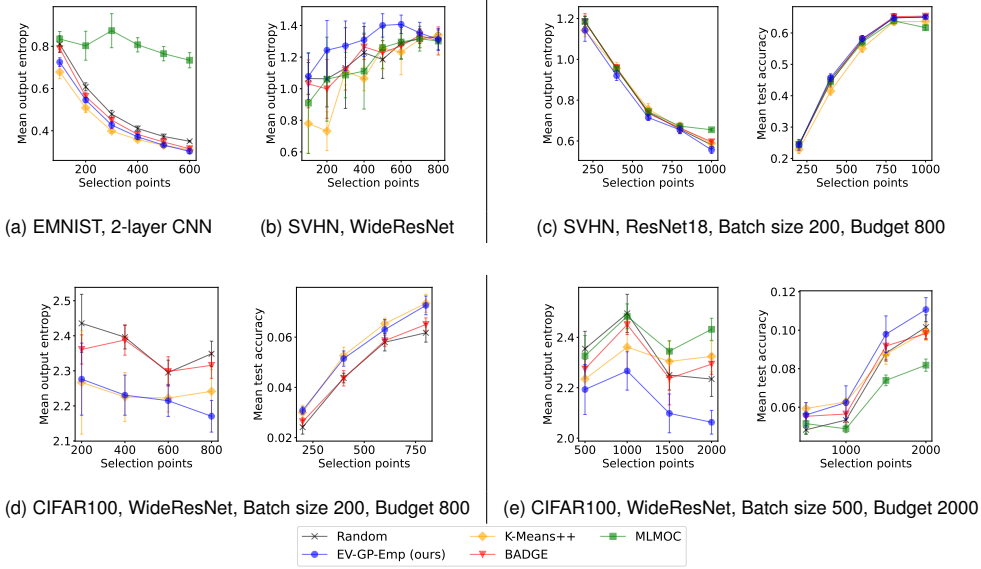 Mean output entropy
0.8
0.6
0.4
200 400 600
Selection points
Mean output entropy
1.4
1.2
1.0
0.8
0.6
200 400 600 800
Selection points
Mean output entropy
1.2
1.0
0.8
0.6
250 500 750 1000
Selection points
Mean test accuracy
0.6
0.5
0.4
0.3
0.2
250 500 750 1000
Selection points
(a) EMNIST, 2-layer CNN
(b) SVHN, WideResNet
(c) SVHN, ResNet18, Batch size 200, Budget 800
Mean output entropy
2.5
2.4
2.3
2.2
2.1
200 400 600 800
Selection points
Mean test accuracy
0.06
0.04
0.02
250 500 750
Selection points
Mean output entropy
2.4
2.2
2.0
500 1000 1500 2000
Selection points
Mean test accuracy
0.12
0.10
0.08
0.06
1000 2000
Selection points
(d) CIFAR100, WideResNet, Batch size 200, Budget 800
(e) CIFAR100, WideResNet, Batch size 500, Budget 2000
Random K-Means++ MLMOC
EV-GP-Emp (ours) BADGE